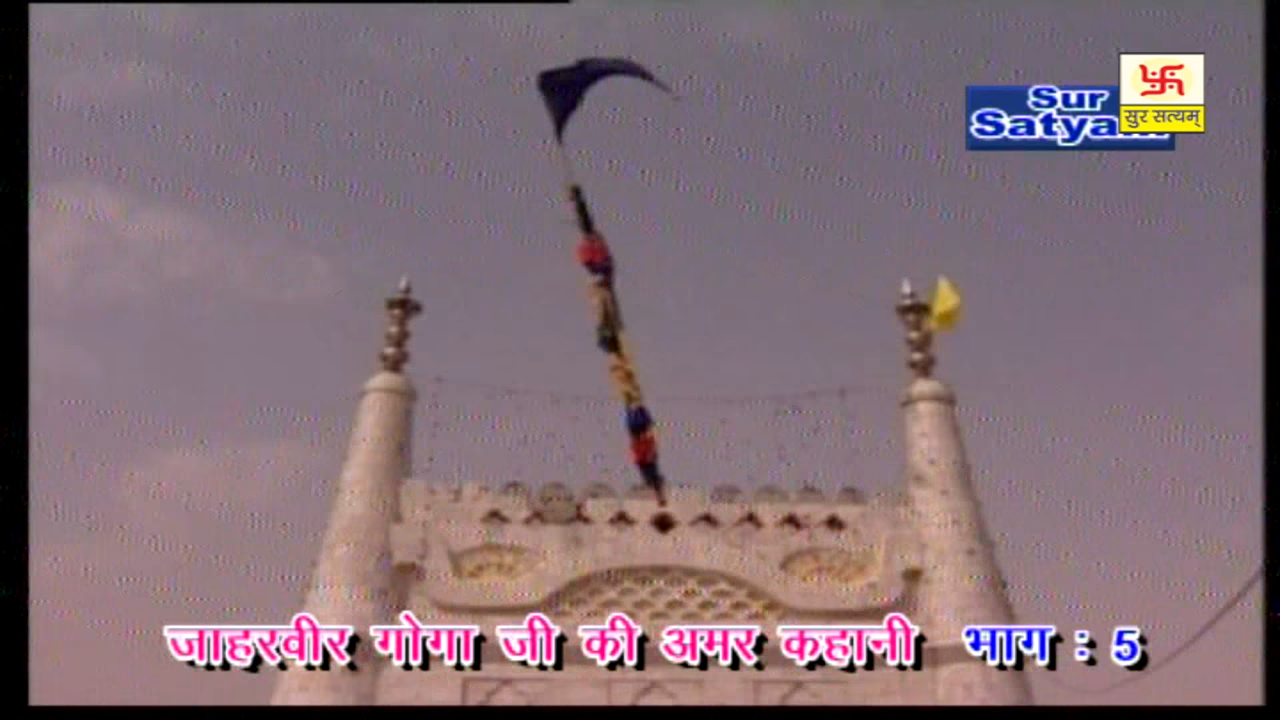 Sur
Satyam
सुर सत्यम्
जाहरवीर गोगा जी की अमर कहानी भाग : 5